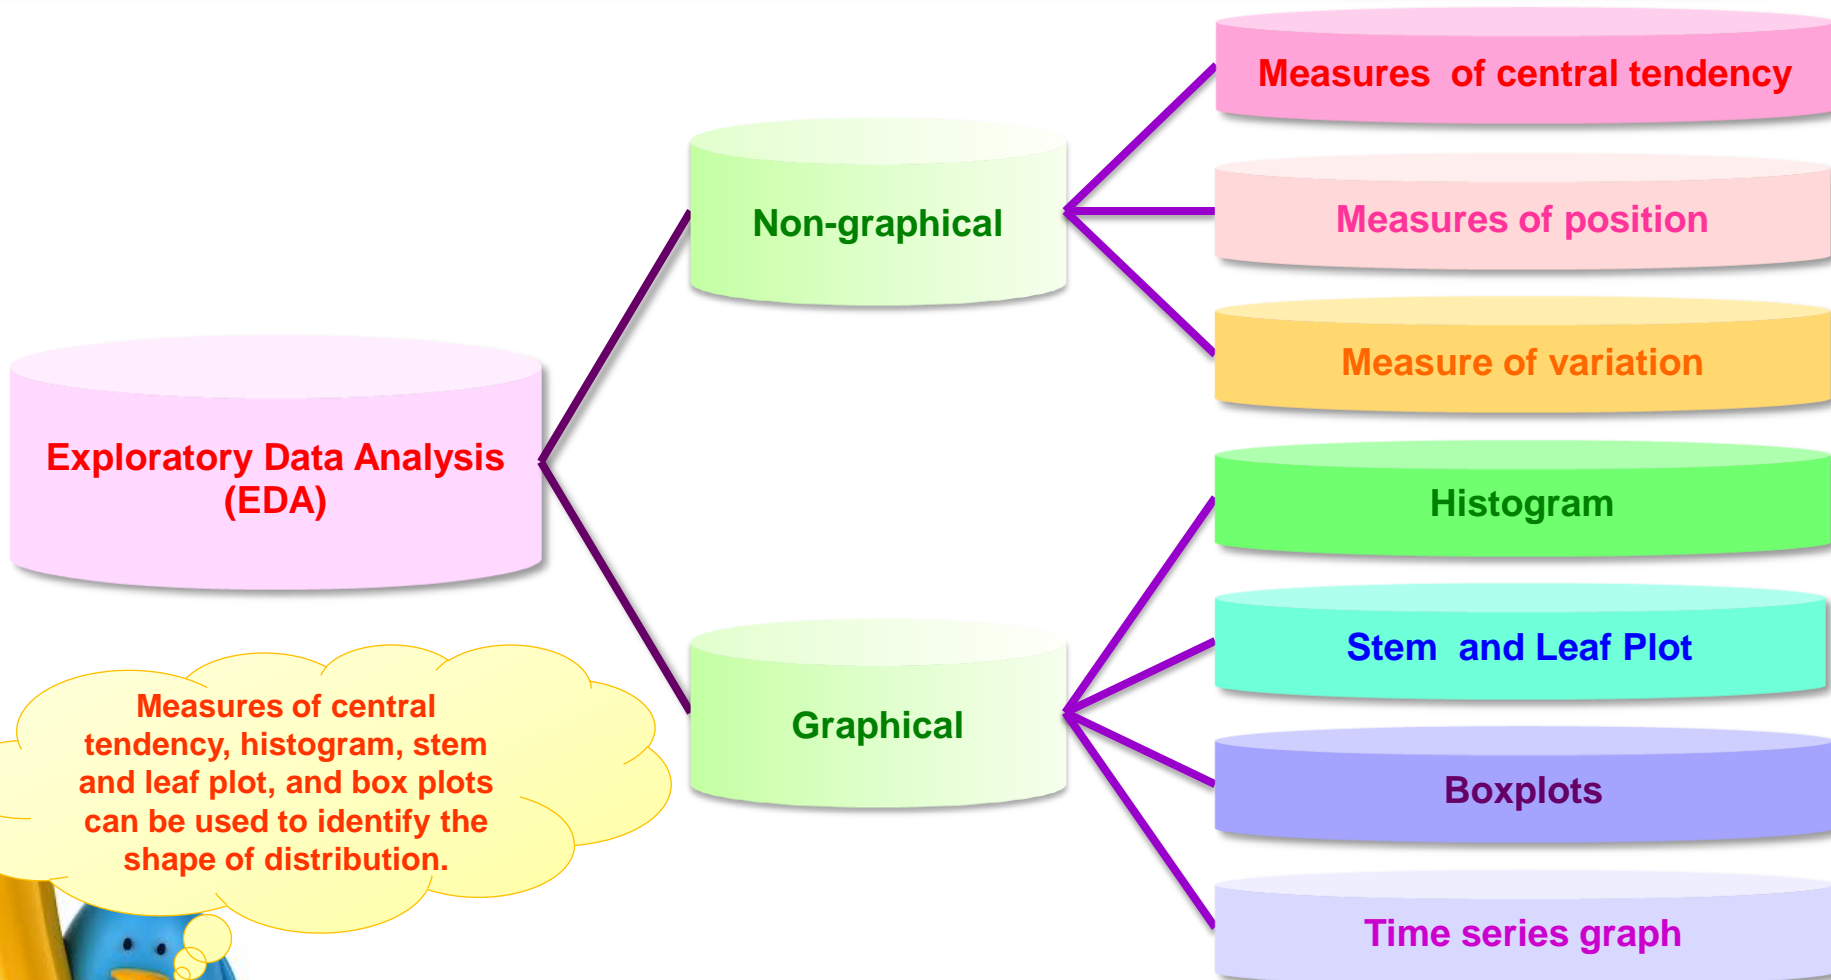 Measures of central tendency
Non-graphical
Measures of position
Measure of variation
Exploratory Data Analysis
(EDA)
Histogram
Stem and Leaf Plot
Graphical
Boxplots
Time series graph
Measures of central
tendency, histogram, stem
and leaf plot, and box plots
can be used to identify the
shape of distribution.